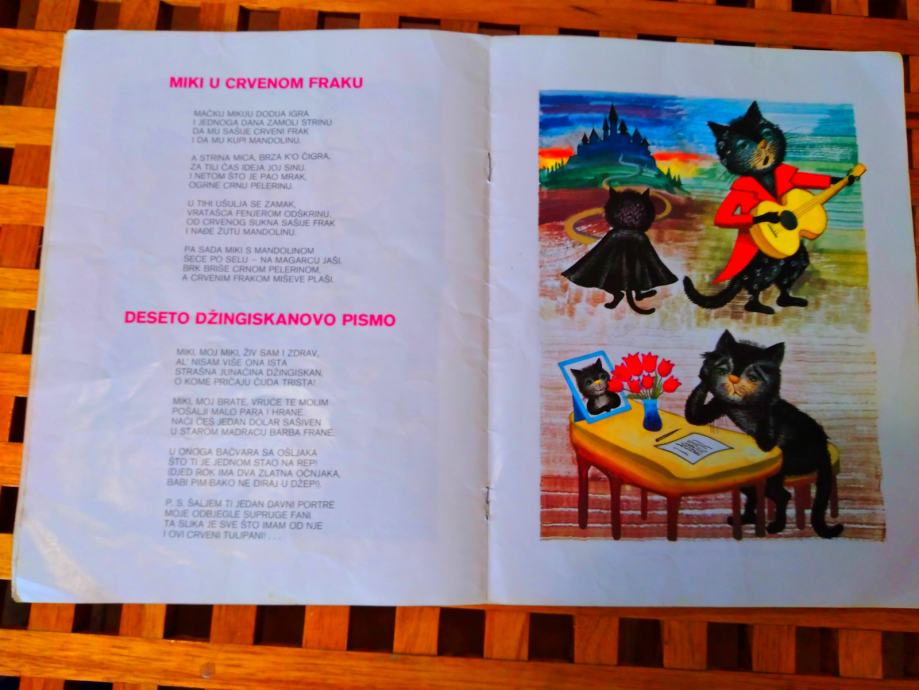 MIKI U CRVENOM FRAKU
MAČKU MIKIJU DODIJA IGRA
I JEDNOGA DANA ZAMOLI STRINU
DA MU SAŠIJE CRVENI FRAK
I DA MU KUPI MANDOLINU.
A STRINA MICA, BRZA K'O ČIGRA,
ZA TILI ČAS IDEJA JOJ SINU.
I NETOM ŠTO JE PAO MRAK,
OGRNE CRNU PELERINU.
U TIHI UŠULJA SE ZAMAK,
VRATAŠCA FENJEROM ODŠKRINU,
OD CRVENOG SUKNA SAŠIJE FRAK
I NAĐE ŽUTU MANDOLINU.
PA SADA MIKI S MANDOLINOM
ŠEĆE PO SELU – NA MAGARCU JAŠI.
BRK BRIŠE CRNOM PELERINOM,
A CRVENIM FRAKOM MIŠEVE PLAŠI.
DESETO DŽINGISKANOVO PISMO
MIKI, MOJ MIKI, ŽIV SAM I ZDRAV,
AL' NISAM VIŠE ONA ISTA
STRAŠNA JUNAČINA DŽINGISKAN,
O KOME PRIČAJU ČUDA TRISTA!
MIKI, MOJ BRATE, VRUĆE TE MOLIM
POŠALJI MALO PARA I HRANE.
NAĆI ĆEŠ JEDAN DOLAR SAŠIVEN
U STAROM MADRACU BARBA FRANE.
U ONOGA BAČVARA SA OŠLJAKA
ŠTO TI JE JEDNOM STAO NA REP!
(DJED ROK IMA DVA ZLATNA OČNJAKA,
BABI PIM-BAKO NE DIRAJ U DŽEP!).
P. S. ŠALJEM TI JEDAN DAVNI PORTRE
MOJE ODBJEGLE SUPRUGE FANI.
TA SLIKA JE SVE ŠTO IMAM OD NJE
I OVI CRVENI TULIPANI! . . .